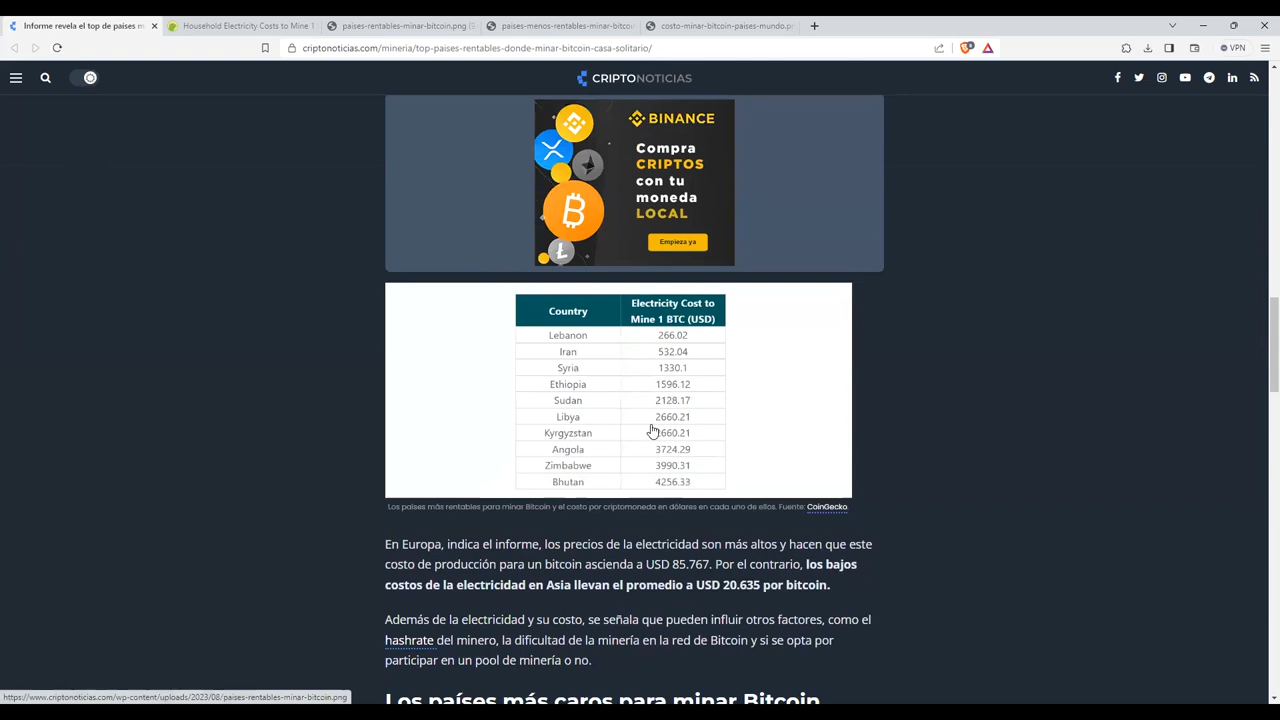 Informe revela el top de países m
Household Electricity Costs to Mine 1
paises-rentables-minar-bitcoin.png (
paises-menos-rentables-minar-bitco
costo-minar-bitcoin-paises-mundo.p
criptonoticias.com/mineria/top-paises-rentables-donde-minar-bitcoin-casa-solitario/
VPN
CRIPTONOTICIAS
BINANCE
Compra
CRIPTOS
con tu
moneda
LOCAL
Empieza ya
Country Electricity Cost to Mine 1 BTC (USD)
Lebanon 266.02
Iran 532.04
Syria 1330.1
Ethiopia 1596.12
Sudan 2128.17
Libya 2660.21
Kyrgyzstan 2660.21
Angola 3724.29
Zimbabwe 3990.31
Bhutan 4256.33
Los países más rentables para minar Bitcoin y el costo por criptomoneda en dólares en cada uno de ellos. Fuente: CoinGecko.
En Europa, indica el informe, los precios de la electricidad son más altos y hacen que este
costo de producción para un bitcoin ascienda a USD 85.767. Por el contrario, los bajos
costos de la electricidad en Asia llevan el promedio a USD 20.635 por bitcoin.
Además de la electricidad y su costo, se señala que pueden influir otros factores, como el
hashrate del minero, la dificultad de la minería en la red de Bitcoin y si se opta por
participar en un pool de minería o no.
Los países más caros para minar Bitcoin
https://www.criptonoticias.com/wp-content/uploads/2023/08/paises-rentables-minar-bitcoin.png